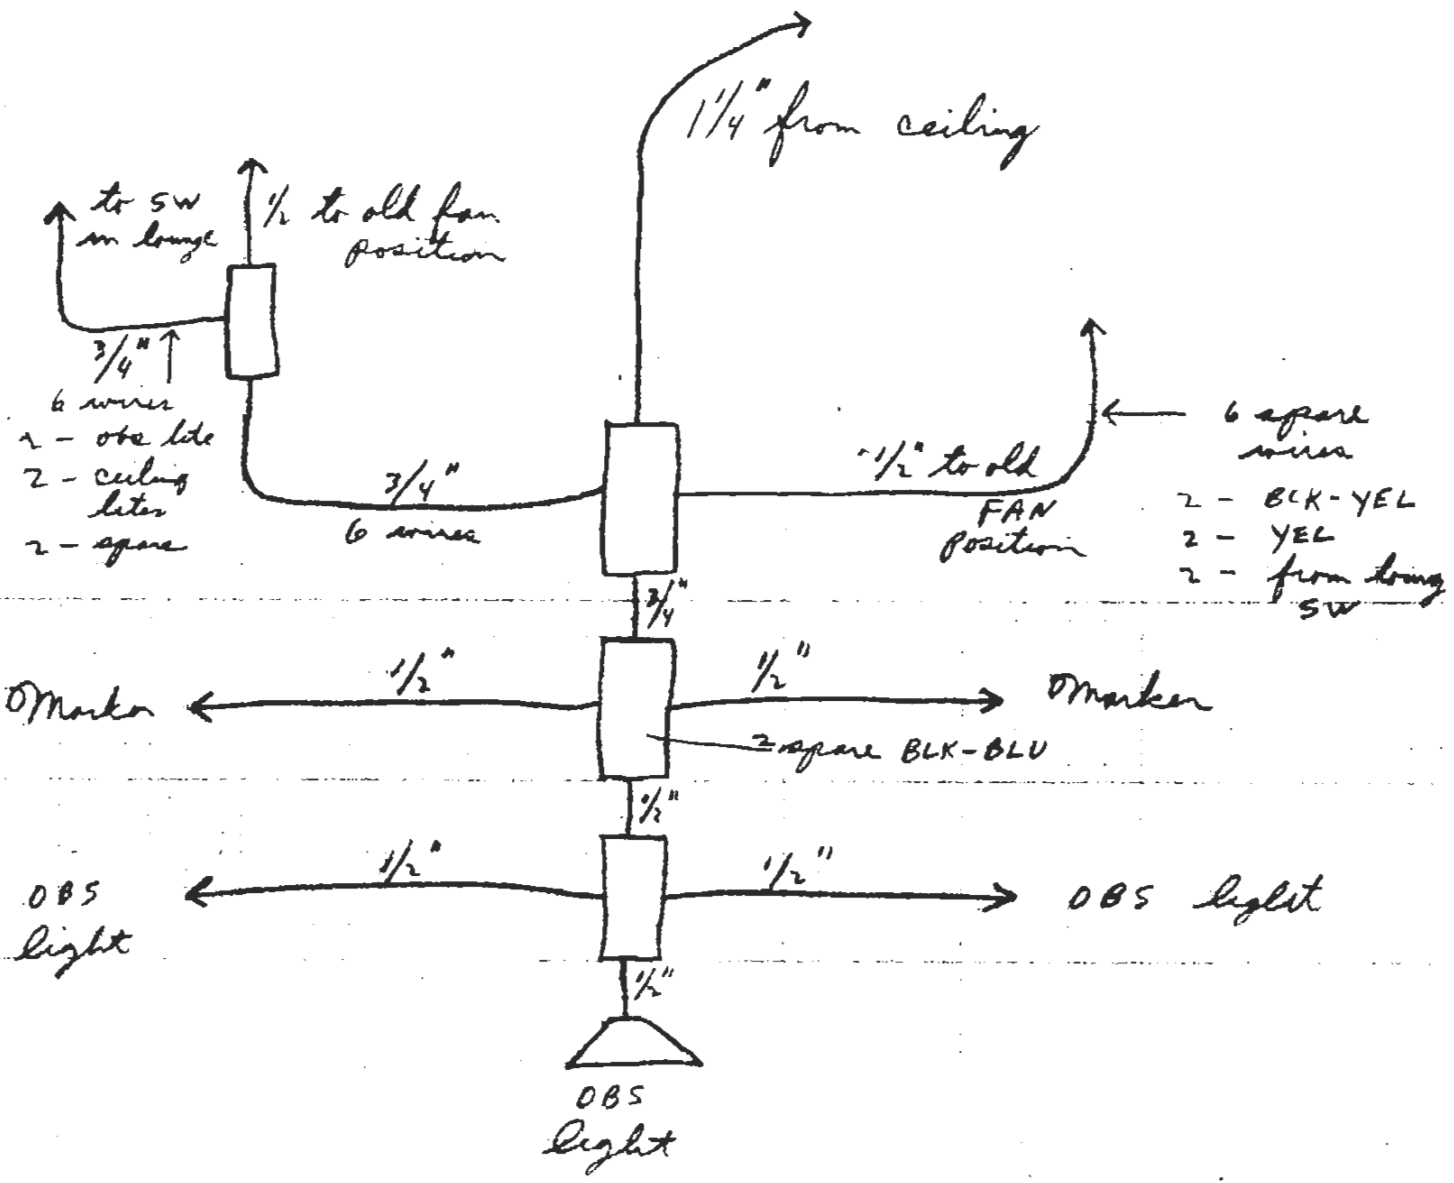 1 1/4" from ceiling
to SW
in lounge
1/2 to old fan
position
3/4"
6 wires
2 - obs lite
2 - ceiling
lites
2 - spare
3/4"
6 wires
1/2" to old
FAN
position
6 spare
wires
2 - BLK-YEL
2 - YEL
2 - from loung
SW
3/4"
Marker
1/2"
1/2"
Marker
2 spare BLK-BLU
1/2"
OBS
light
1/2"
1/2"
OBS light
1/2"
OBS
light